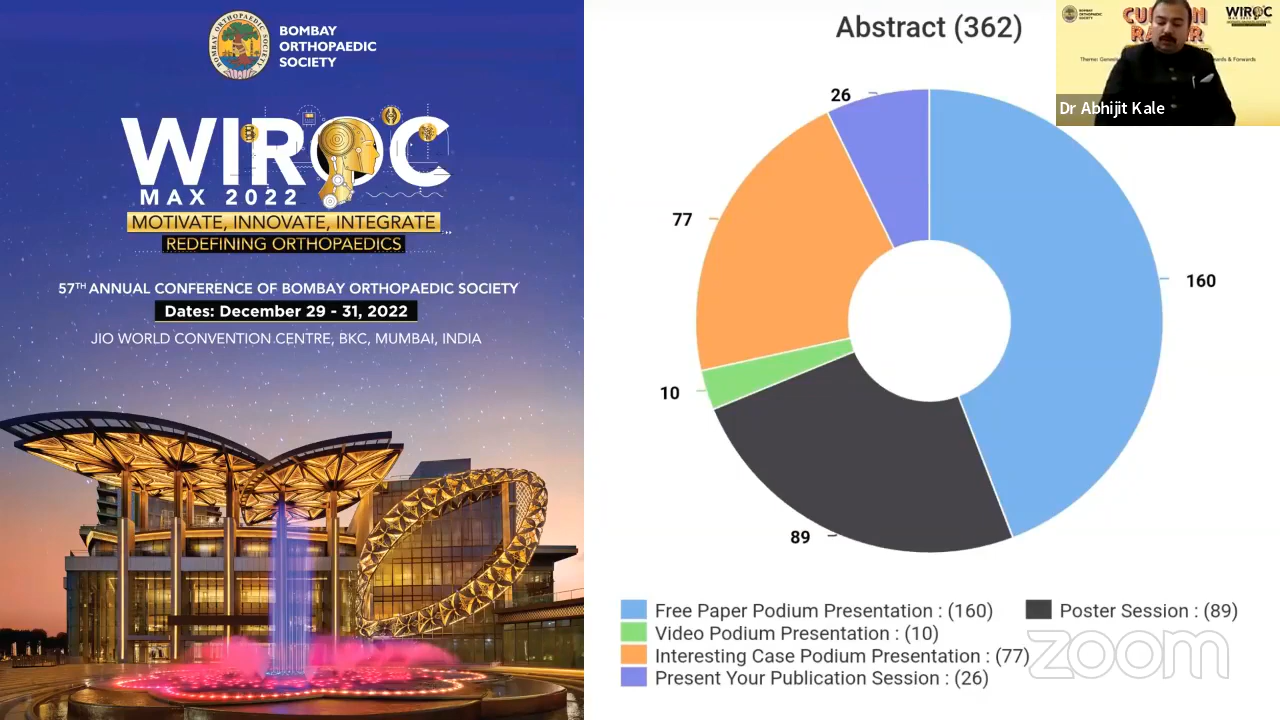 BOMBAY
ORTHOPAEDIC
SOCIETY
WIROC
MAX 2022
MOTIVATE, INNOVATE, INTEGRATE
REDEFINING ORTHOPAEDICS
57TH ANNUAL CONFERENCE OF BOMBAY ORTHOPAEDIC SOCIETY
Dates: December 29 - 31, 2022
JIO WORLD CONVENTION CENTRE, BKC, MUMBAI, INDIA
Abstract (362)
26
77
160
10
89
Free Paper Podium Presentation : (160)
Poster Session : (89)
Video Podium Presentation : (10)
Interesting Case Podium Presentation : (77)
Present Your Publication Session : (26)
WIROC
Dr Abhijit Kale
zoom